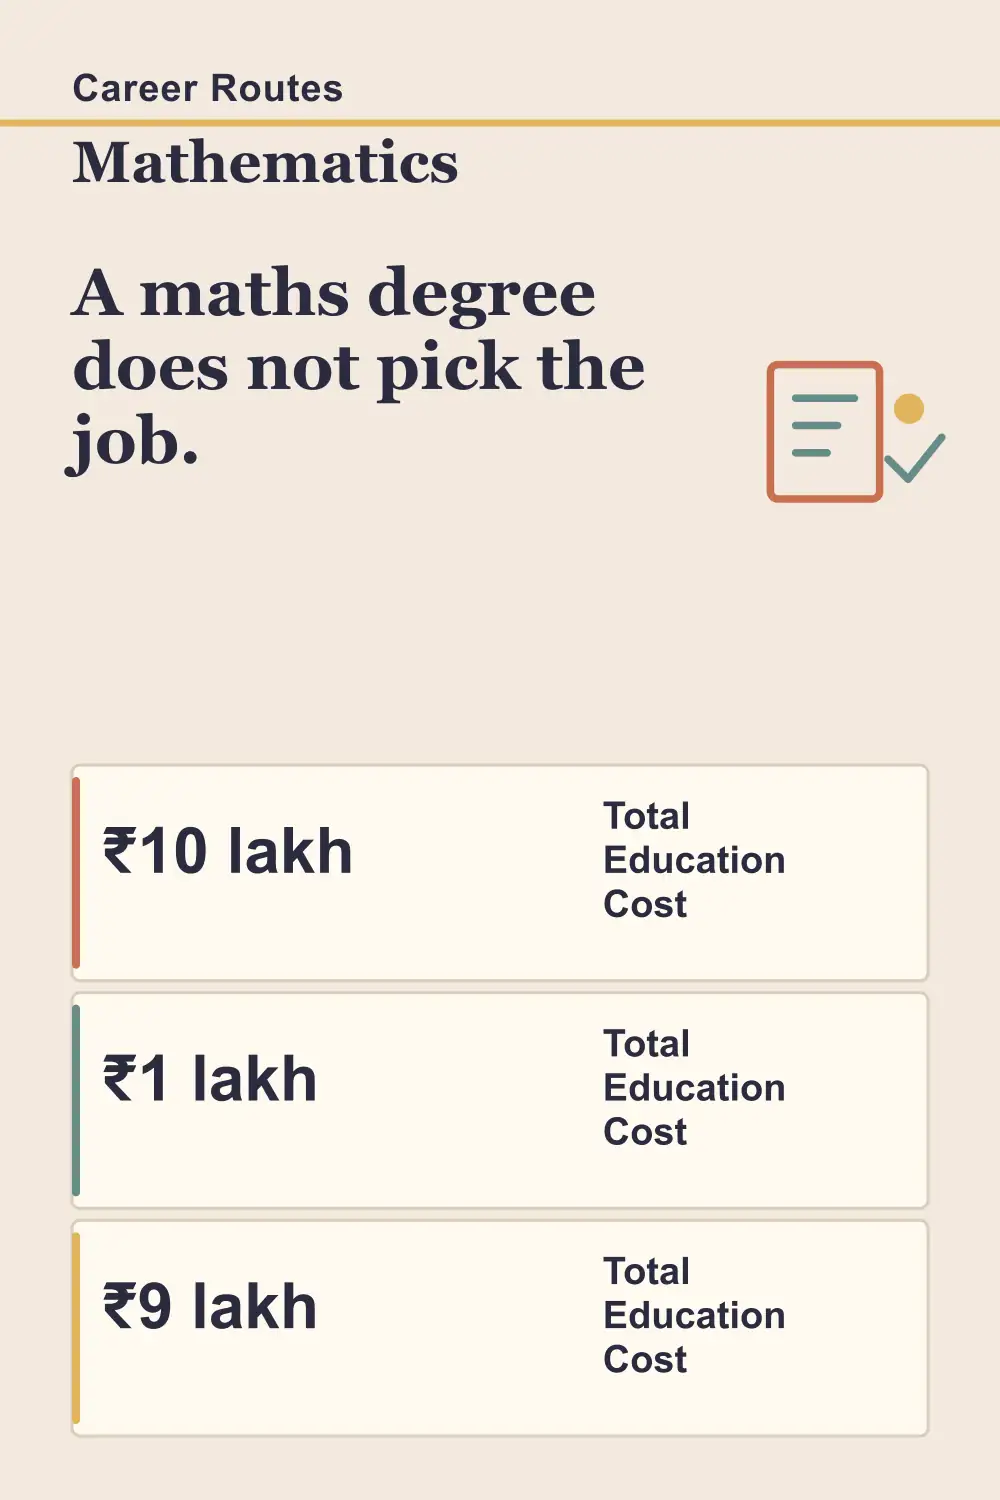 Career Routes
Mathematics
A maths degree
does not pick the
job.
₹10 lakh
Total
Education
Cost
₹1 lakh
Total
Education
Cost
₹9 lakh
Total
Education
Cost